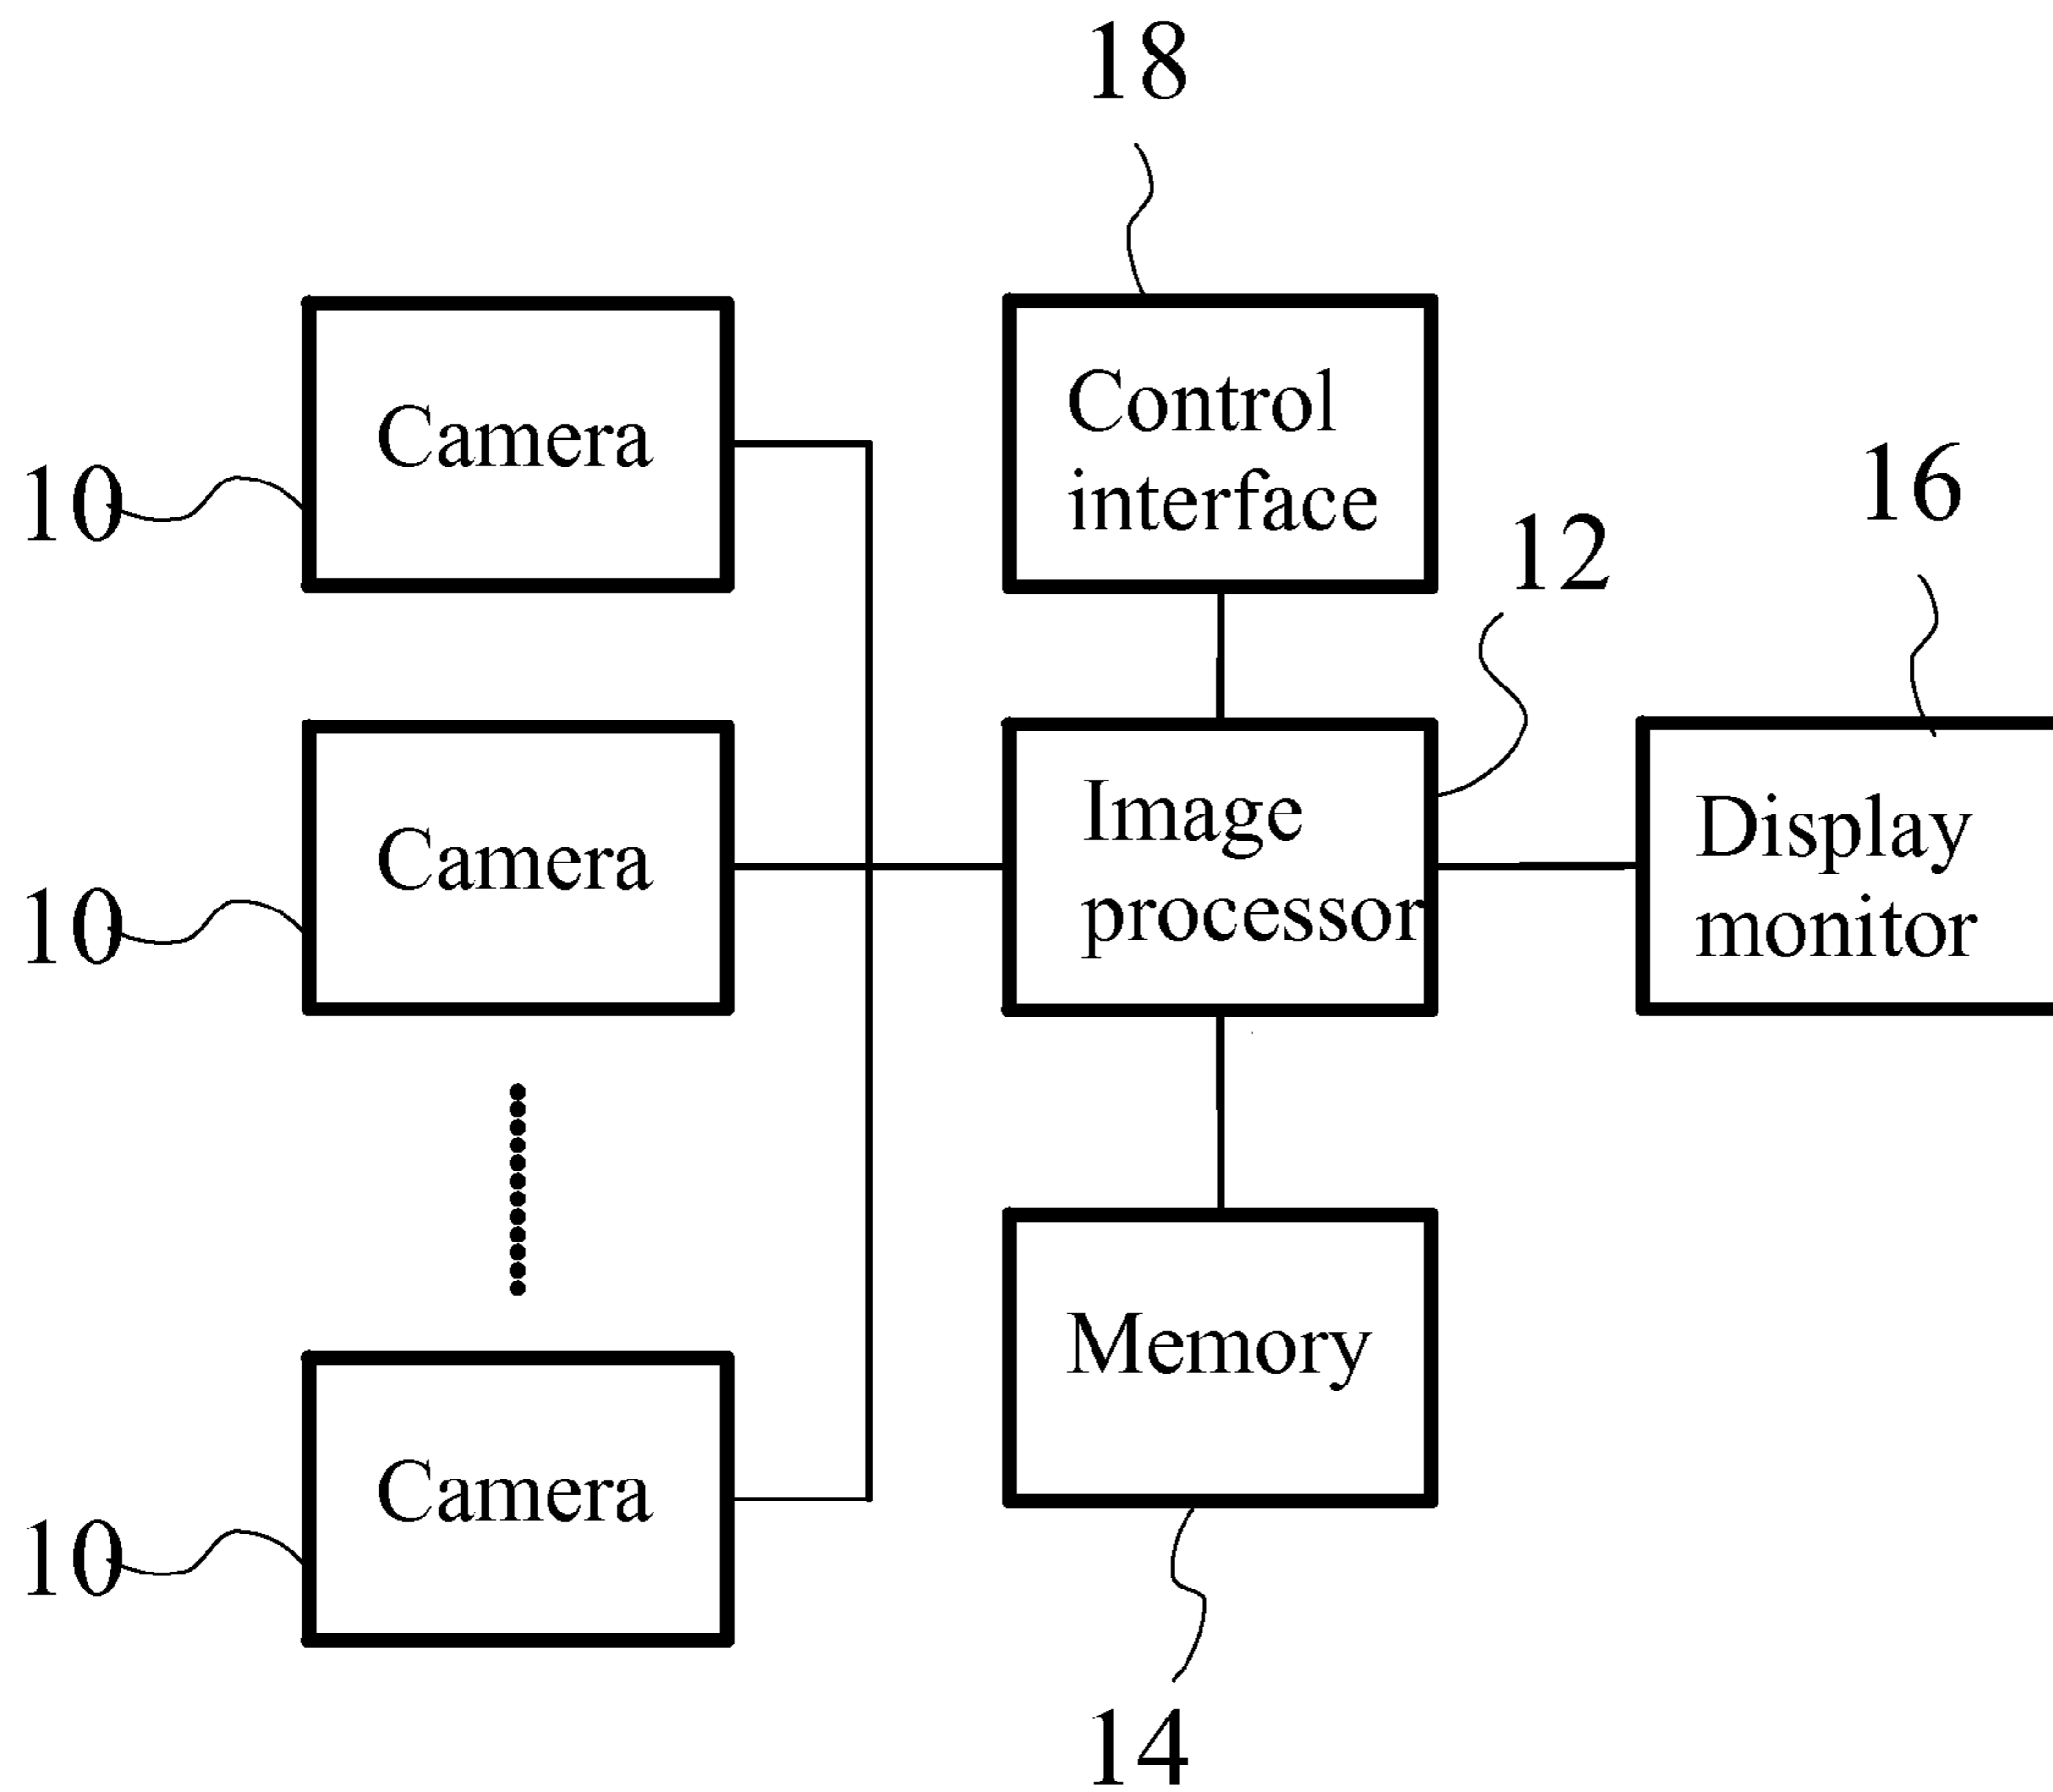 18
Camera
Control
interface
10
16
12
Camera
Image
processor
Display
monitor
10
Memory
Camera
10
14